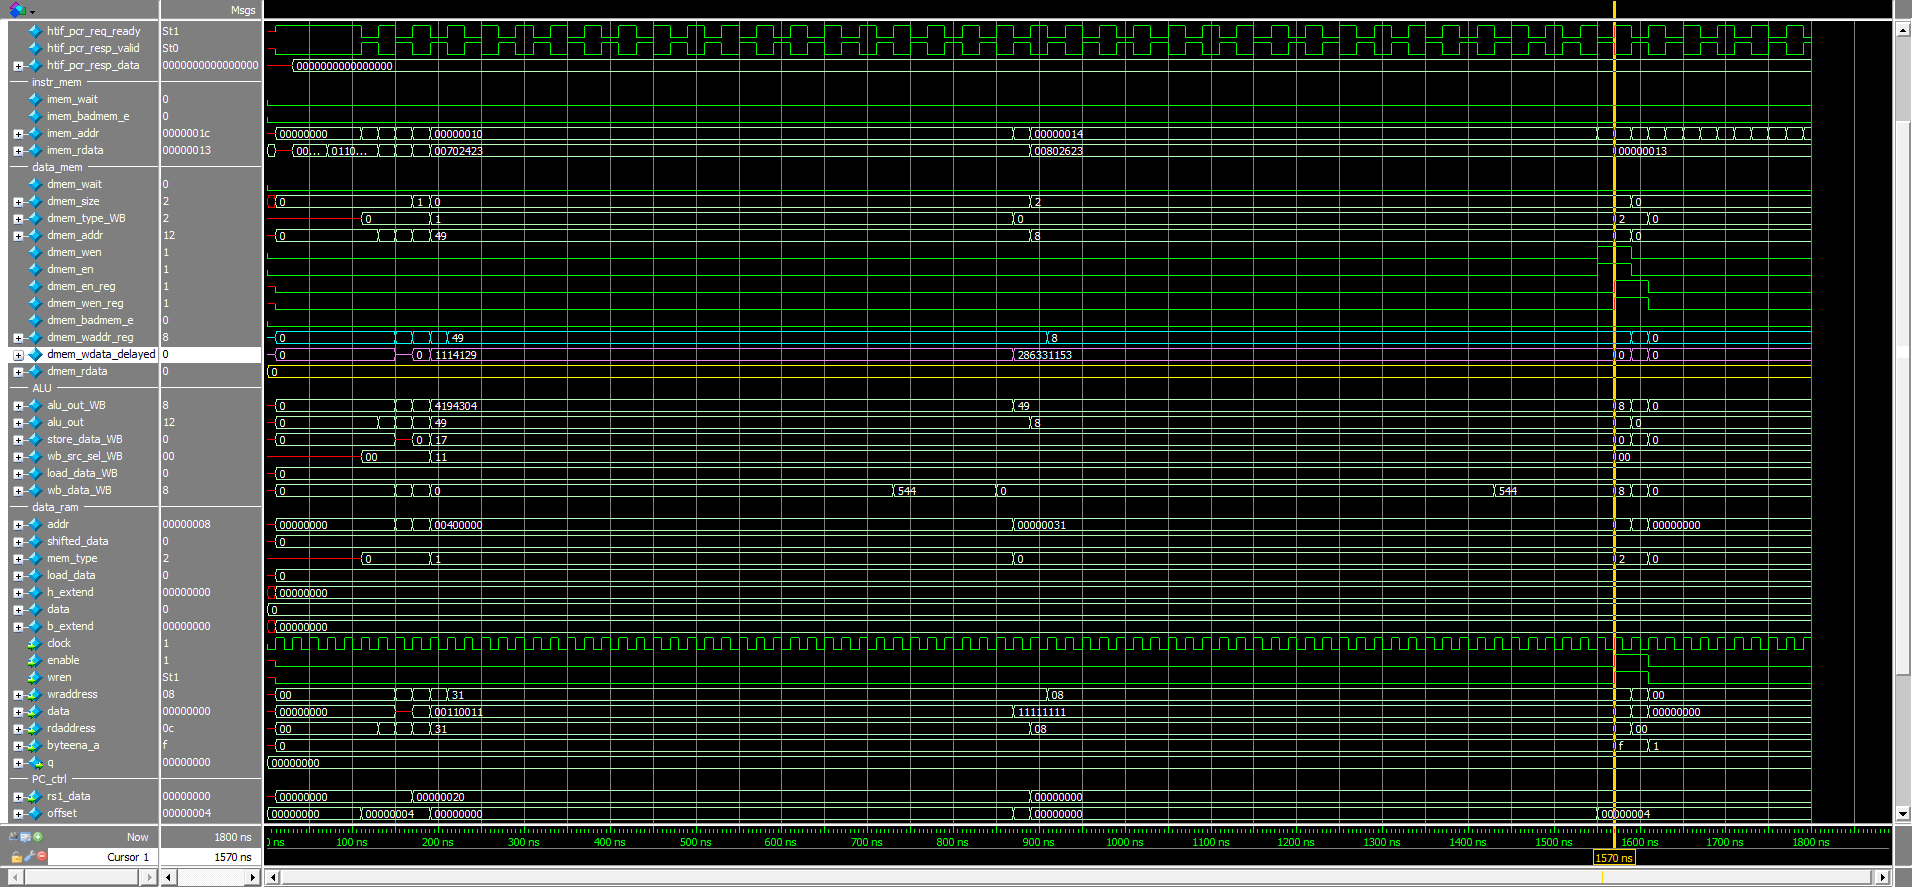 Msgs
htif_pcr_req_ready St1
htif_pcr_resp_valid St0
htif_pcr_resp_data 0000000000000000 0000000000000000
instr_mem
imem_wait 0
imem_badmem_e 0
imem_addr 0000001c 00000000 00000010 00000014
imem_rdata 00000013 00... 0110... 00702423 00802623 00000013
data_mem
dmem_wait 0
dmem_size 2 0 1 0 2 0
dmem_type_WB 2 0 1 0 2 0
dmem_addr 12 0 49 8 0
dmem_wen 1
dmem_en 1
dmem_en_reg 1
dmem_wen_reg 1
dmem_badmem_e 0
dmem_waddr_reg 8 0 49 8 0
dmem_wdata_delayed 0 0 0 1114129 286331153 0 0
dmem_rdata 0 0
ALU
alu_out_WB 8 0 4194304 49 8 0
alu_out 12 0 49 8 0
store_data_WB 0 0 0 17 0 0
wb_src_sel_WB 00 00 11 00
load_data_WB 0 0
wb_data_WB 8 0 0 544 0 544 8 0
data_ram
addr 00000008 00000000 00400000 00000031 00000000
shifted_data 0 0
mem_type 2 0 1 0 2 0
load_data 0 0
h_extend 00000000 00000000
data 0 0
b_extend 00000000 00000000
clock 1
enable 1
wren St1
wraddress 08 00 31 08 00
data 00000000 00000000 00110011 11111111 00000000
rdaddress 0c 00 31 08 00
byteena_a f 0 f 1
q 00000000 00000000
PC_ctrl
rs1_data 00000000 00000000 00000020 00000000
offset 00000004 00000000 00000004 00000000 00000000 00000004
Now 1800 ns ns 100 ns 200 ns 300 ns 400 ns 500 ns 600 ns 700 ns 800 ns 900 ns 1000 ns 1100 ns 1200 ns 1300 ns 1400 ns 1500 ns 1600 ns 1700 ns 1800 ns
Cursor 1 1570 ns 1570 ns